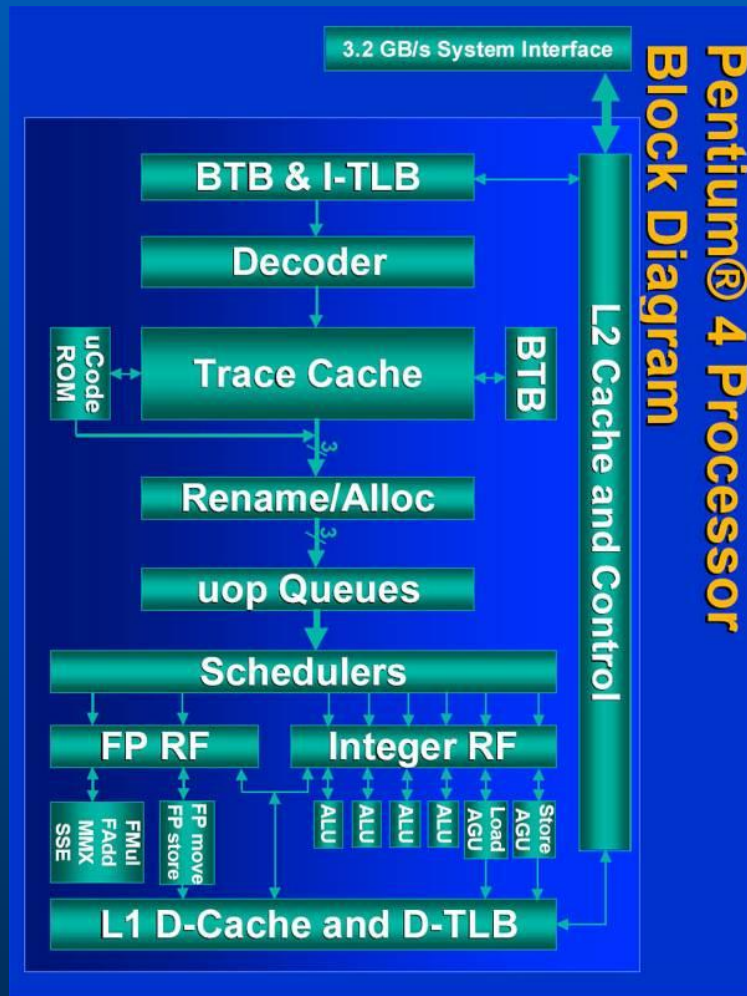 Pentium® 4 Processor
Block Diagram
3.2 GB/s System Interface
BTB & I-TLB
Decoder
Trace Cache
BTB
uCode
ROM
3
Rename/Alloc
3
uop Queues
Schedulers
FP RF
Integer RF
FMul
FAdd
MMX
SSE
FP move
FP store
ALU
ALU
ALU
ALU
Load
AGU
Store
AGU
L1 D-Cache and D-TLB
L2 Cache and Control